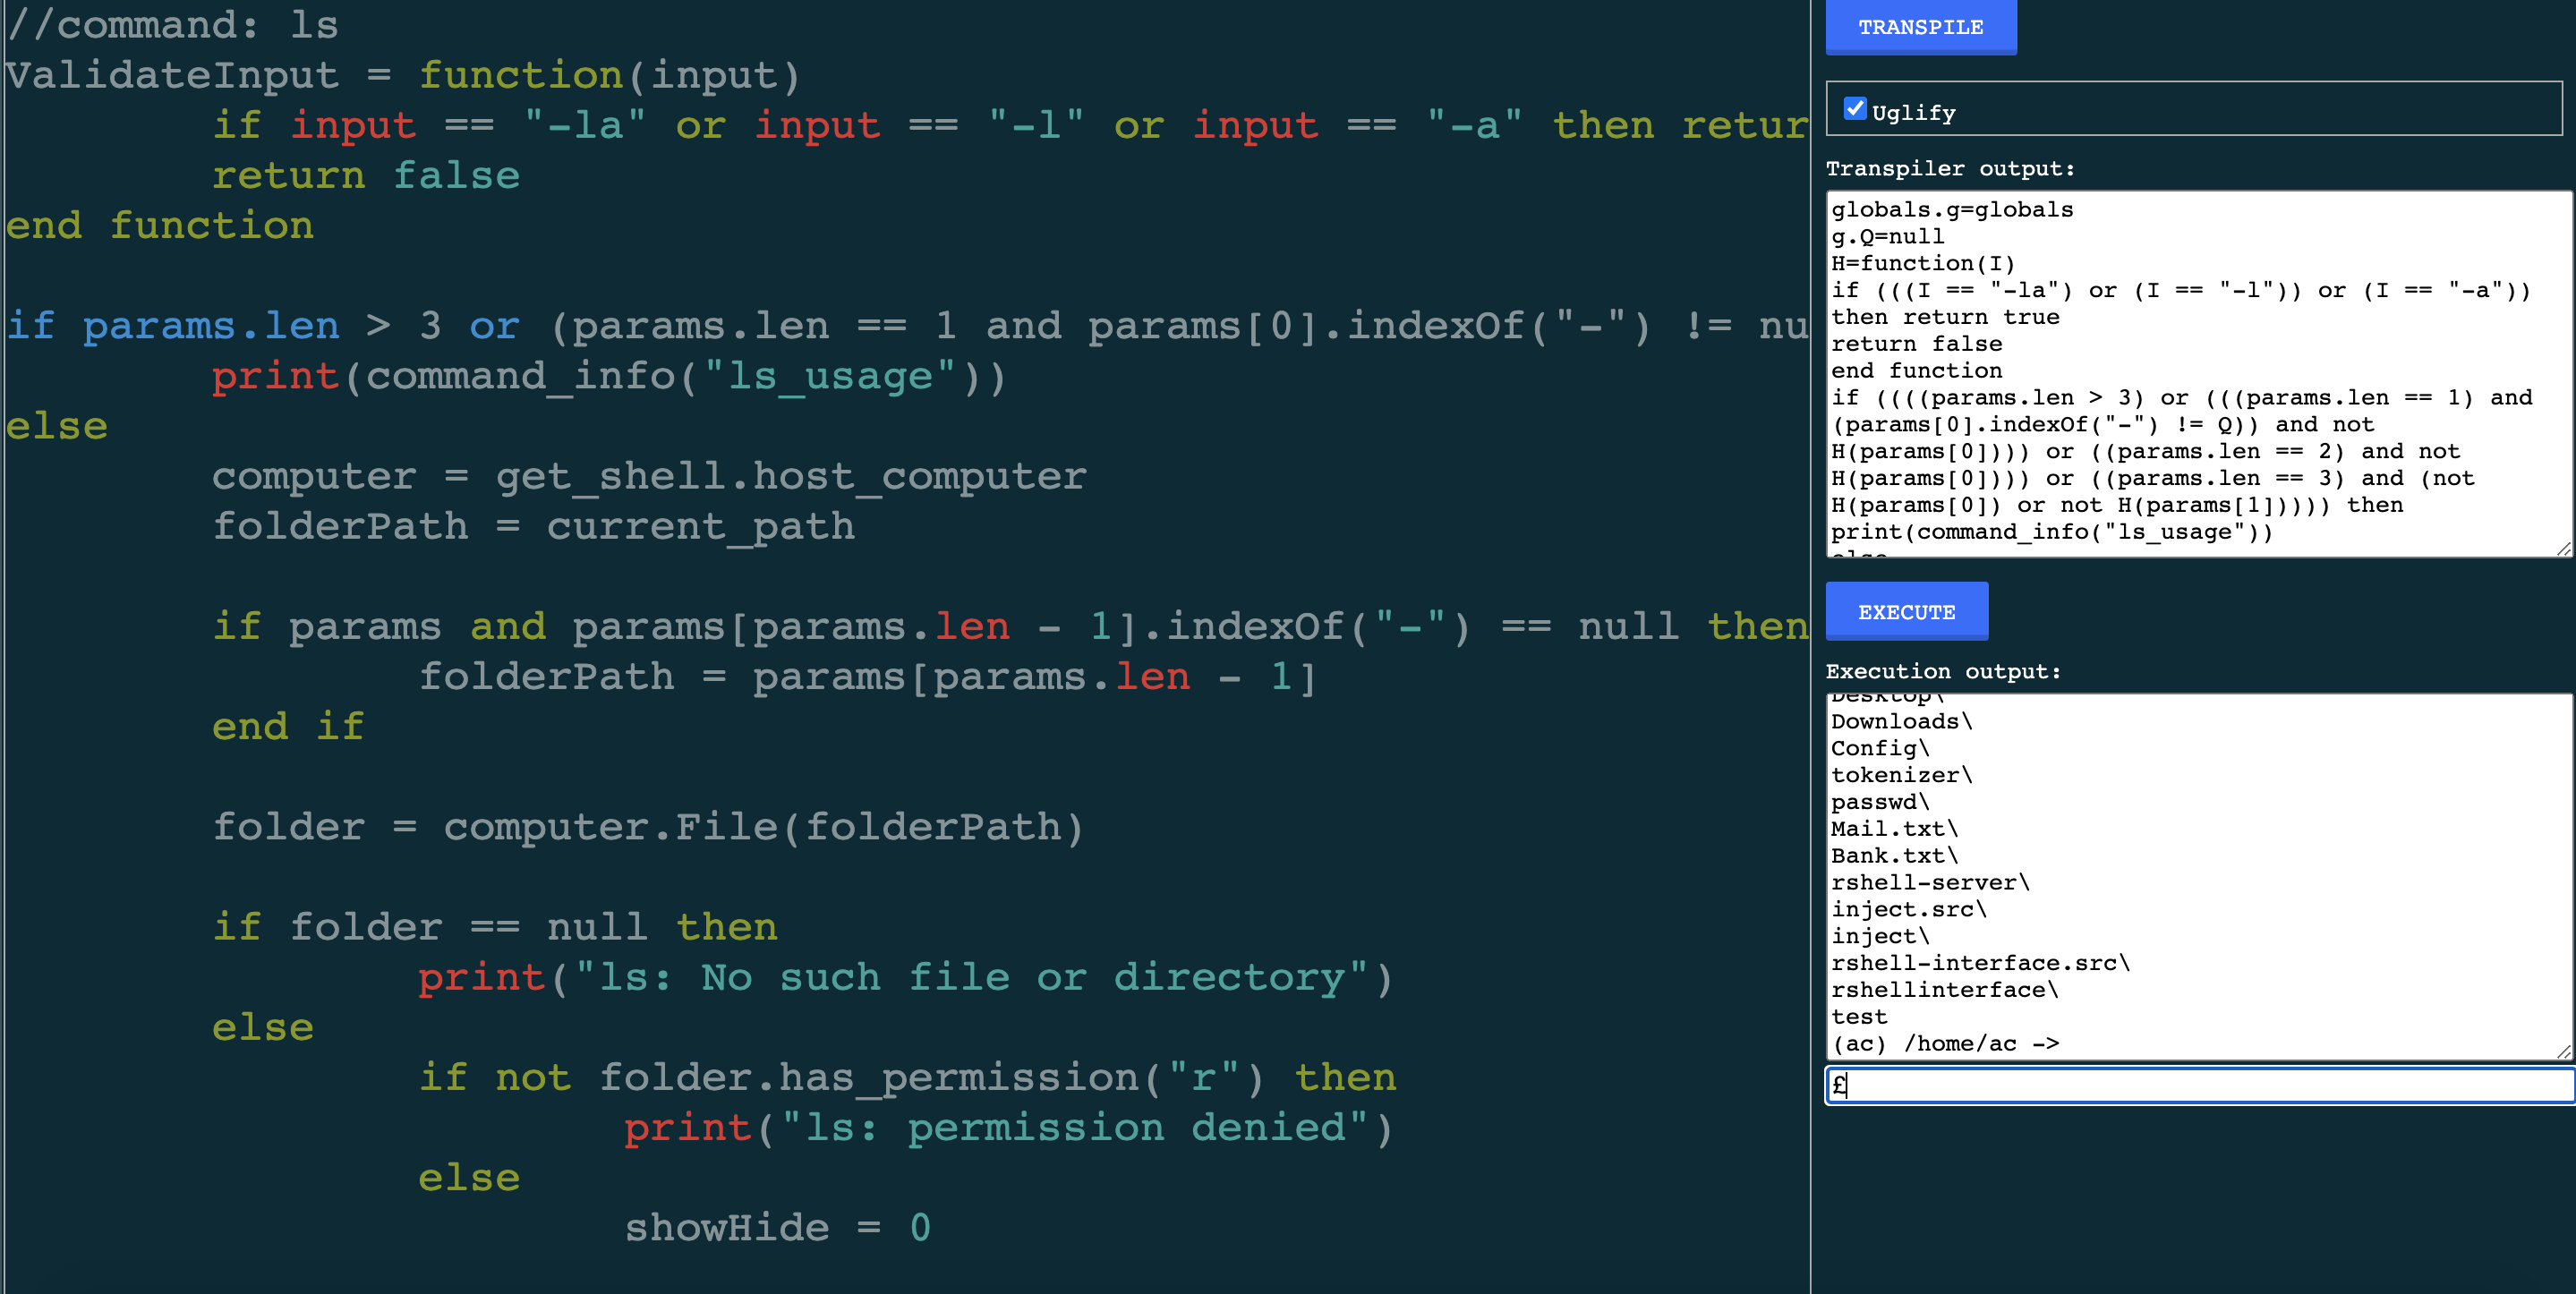 //command: ls
ValidateInput = function(input)
if input == "-la" or input == "-l" or input == "-a" then retur
return false
end function
if params.len > 3 or (params.len == 1 and params[0].indexOf("-") != nu
print(command_info("ls_usage"))
else
computer = get_shell.host_computer
folderPath = current_path
if params and params[params.len - 1].indexOf("-") == null then
folderPath = params[params.len - 1]
end if
folder = computer.File(folderPath)
if folder == null then
print("ls: No such file or directory")
else
if not folder.has_permission("r") then
print("ls: permission denied")
else
showHide = 0
TRANSPILE
Uglify
Transpiler output:
globals.g=globals
g.Q=null
H=function(I)
if (((I == "-la") or (I == "-l")) or (I == "-a"))
then return true
return false
end function
if ((((params.len > 3) or (((params.len == 1) and
(params[0].indexOf("-") != Q)) and not
H(params[0]))) or ((params.len == 2) and not
H(params[0]))) or ((params.len == 3) and (not
H(params[0]) or not H(params[1])))) then
print(command_info("ls_usage"))
else
EXECUTE
Execution output:
Desktop\
Downloads\
Config\
tokenizer\
passwd\
Mail.txt\
Bank.txt\
rshell-server\
inject.src\
inject\
rshell-interface.src\
rshellinterface\
test
(ac) /home/ac ->
£